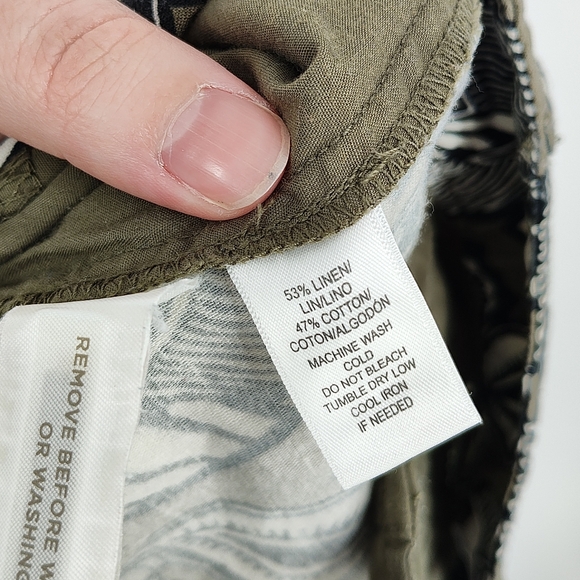 53% LINEN/
LIN/LINO
47% COTTON/
COTON/ALGODÓN
MACHINE WASH
COLD
DO NOT BLEACH
TUMBLE DRY LOW
COOL IRON
IF NEEDED
REMOVE BEFORE
OR WASHING